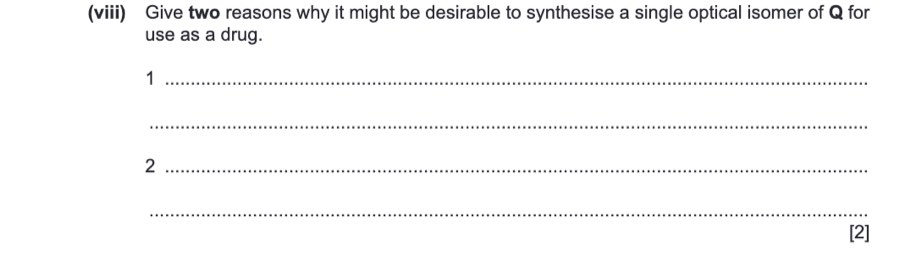 (viii) Give two reasons why it might be desirable to synthesise a single optical isomer of Q for
use as a drug.
1 ....................................................................................................
....................................................................................................
2 ....................................................................................................
....................................................................................................
[2]